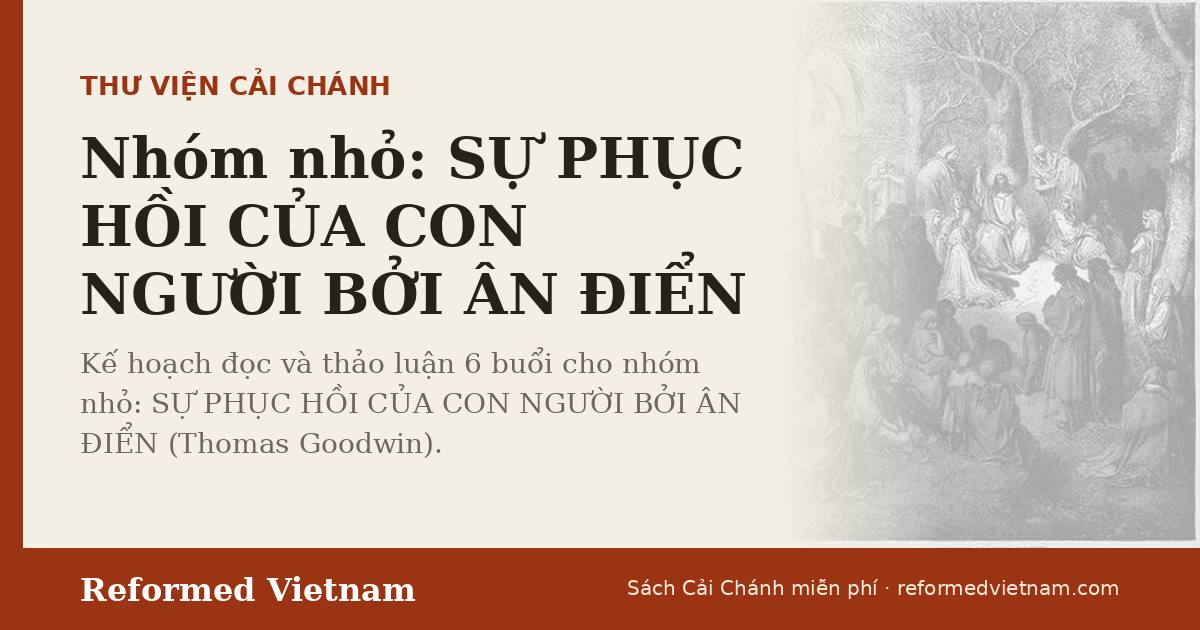 THƯ VIỆN CẢI CHÁNH
Nhóm nhỏ: SỰ PHỤC
HỒI CỦA CON
NGƯỜI BỞI ÂN ĐIỂN
Kế hoạch đọc và thảo luận 6 buổi cho nhóm
nhỏ: SỰ PHỤC HỒI CỦA CON NGƯỜI BỞI ÂN
ĐIỂN (Thomas Goodwin).
Reformed Vietnam
Sách Cải Chánh miễn phí · reformedvietnam.com